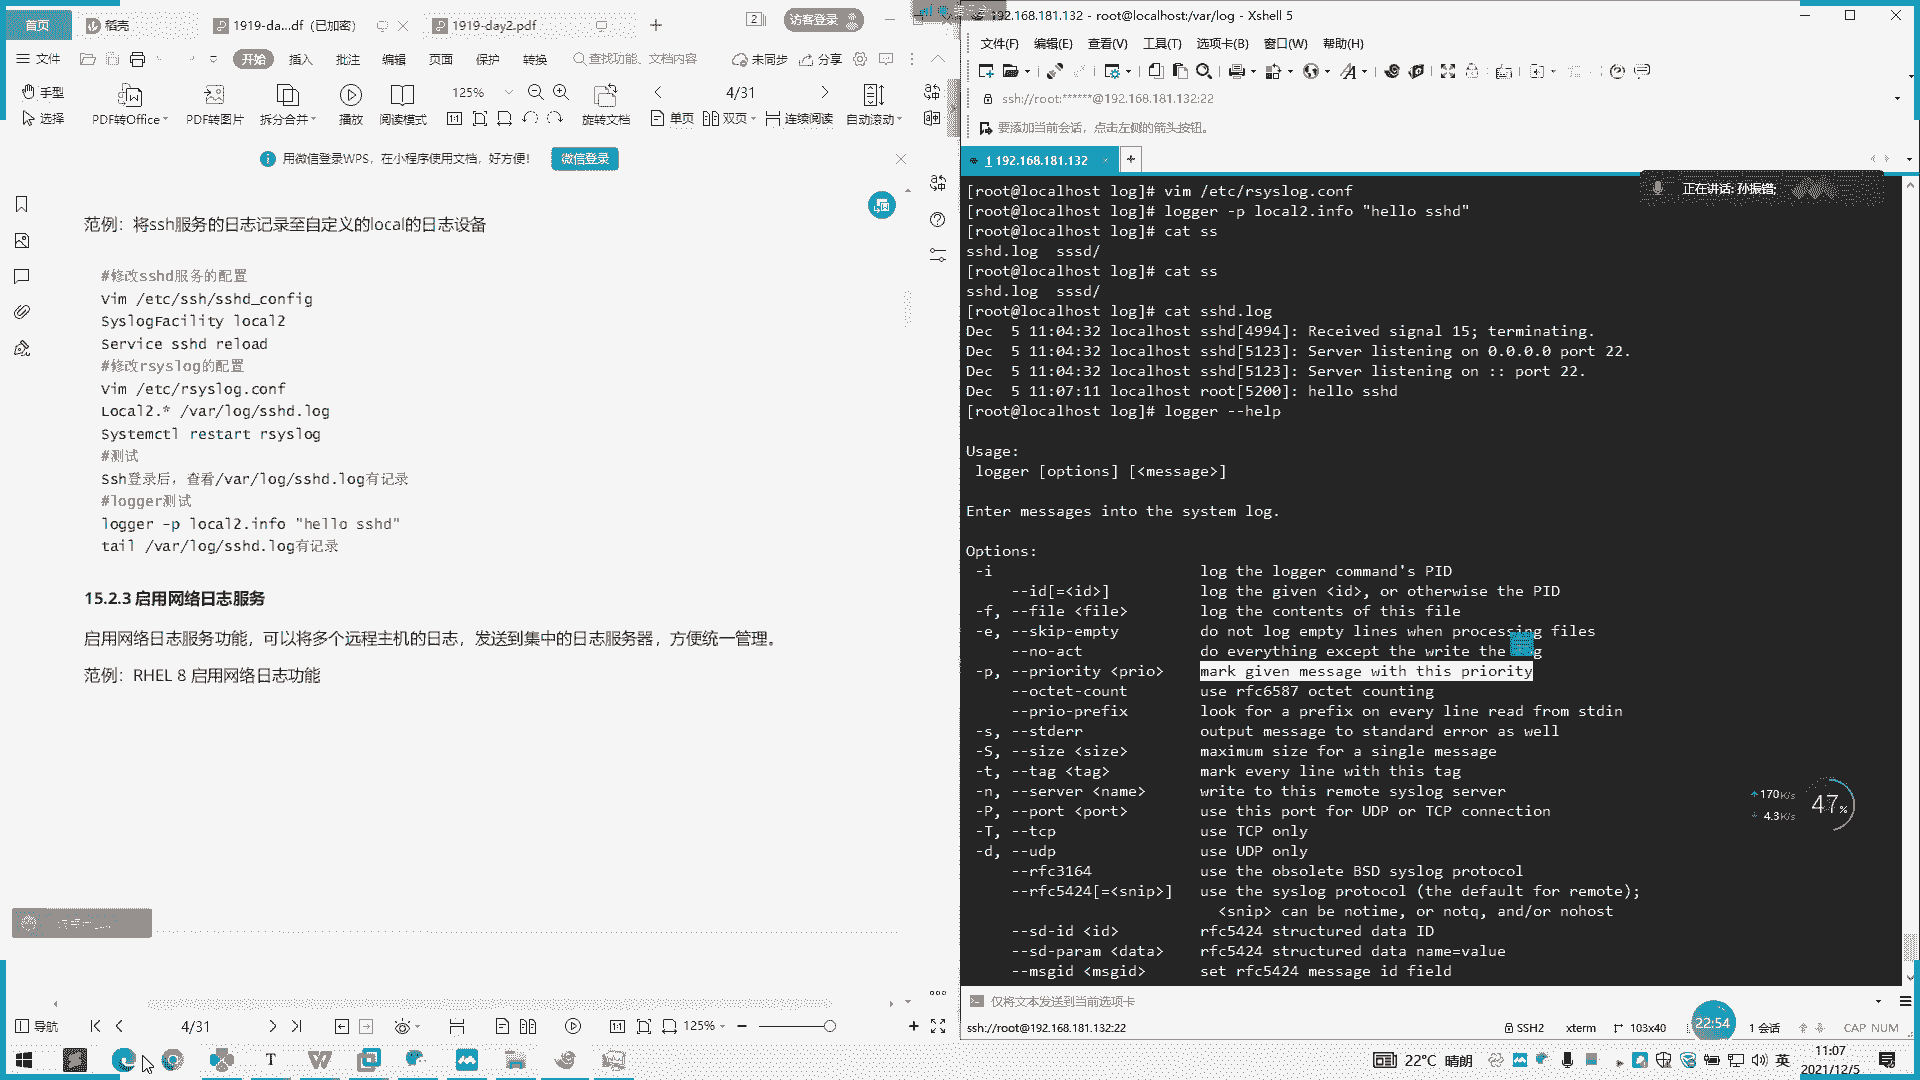 首页
稻壳
1919-da...df (已加密)
1919-day2.pdf
2
访客登录
文件
开始
插入
批注
编辑
页面
保护
转换
查找功能、文档内容
未同步
分享
手型
选择
PDF转Office
PDF转图片
拆分合并
播放
阅读模式
125%
旋转文档
4/31
单页
双页
连续阅读
自动滚动
用微信登录WPS，在小程序使用文档，好方便！
微信登录
范例：将ssh服务的日志记录至自定义的local的日志设备
#修改sshd服务的配置
Vim /etc/ssh/sshd_config
SyslogFacility local2
Service sshd reload
#修改rsyslog的配置
Vim /etc/rsyslog.conf
Local2.* /var/log/sshd.log
Systemctl restart rsyslog
#测试
Ssh登录后，查看/var/log/sshd.log有记录
#logger测试
logger -p local2.info "hello sshd"
tail /var/log/sshd.log有记录
15.2.3 启用网络日志服务
启用网络日志服务功能，可以将多个远程主机的日志，发送到集中的日志服务器，方便统一管理。
范例：RHEL 8 启用网络日志功能
导航
4/31
125%
192.168.181.132 - root@localhost:/var/log - Xshell 5
文件(F)
编辑(E)
查看(V)
工具(T)
选项卡(B)
窗口(W)
帮助(H)
ssh://root:******@192.168.181.132:22
要添加当前会话，点击左侧的箭头按钮。
1 192.168.181.132
正在讲话: 孙振锴;
[root@localhost log]# vim /etc/rsyslog.conf
[root@localhost log]# logger -p local2.info "hello sshd"
[root@localhost log]# cat ss
sshd.log  sssd/
[root@localhost log]# cat ss
sshd.log  sssd/
[root@localhost log]# cat sshd.log
Dec  5 11:04:32 localhost sshd[4994]: Received signal 15; terminating.
Dec  5 11:04:32 localhost sshd[5123]: Server listening on 0.0.0.0 port 22.
Dec  5 11:04:32 localhost sshd[5123]: Server listening on :: port 22.
Dec  5 11:07:11 localhost root[5200]: hello sshd
[root@localhost log]# logger --help
Usage:
logger [options] [<message>]
Enter messages into the system log.
Options:
-i log the logger command's PID
--id[=<id>] log the given <id>, or otherwise the PID
-f, --file <file> log the contents of this file
-e, --skip-empty do not log empty lines when processing files
--no-act do everything except the write the
-p, --priority <prio> mark given message with this priority
--octet-count use rfc6587 octet counting
--prio-prefix look for a prefix on every line read from stdin
-s, --stderr output message to standard error as well
-S, --size <size> maximum size for a single message
-t, --tag <tag> mark every line with this tag
-n, --server <name> write to this remote syslog server
-P, --port <port> use this port for UDP or TCP connection
-T, --tcp use TCP only
-d, --udp use UDP only
--rfc3164 use the obsolete BSD syslog protocol
--rfc5424[=<snip>] use the syslog protocol (the default for remote);
<snip> can be notime, or notq, and/or nohost
--sd-id <id> rfc5424 structured data ID
--sd-param <data> rfc5424 structured data name=value
--msgid <msgid> set rfc5424 message id field
170K/s
4.3K/s
47%
仅将文本发送到当前选项卡
ssh://root@192.168.181.132:22
SSH2
xterm
103x40
22:54
1 会话
CAP NUM
22°C 晴朗
英
11:07
2021/12/5